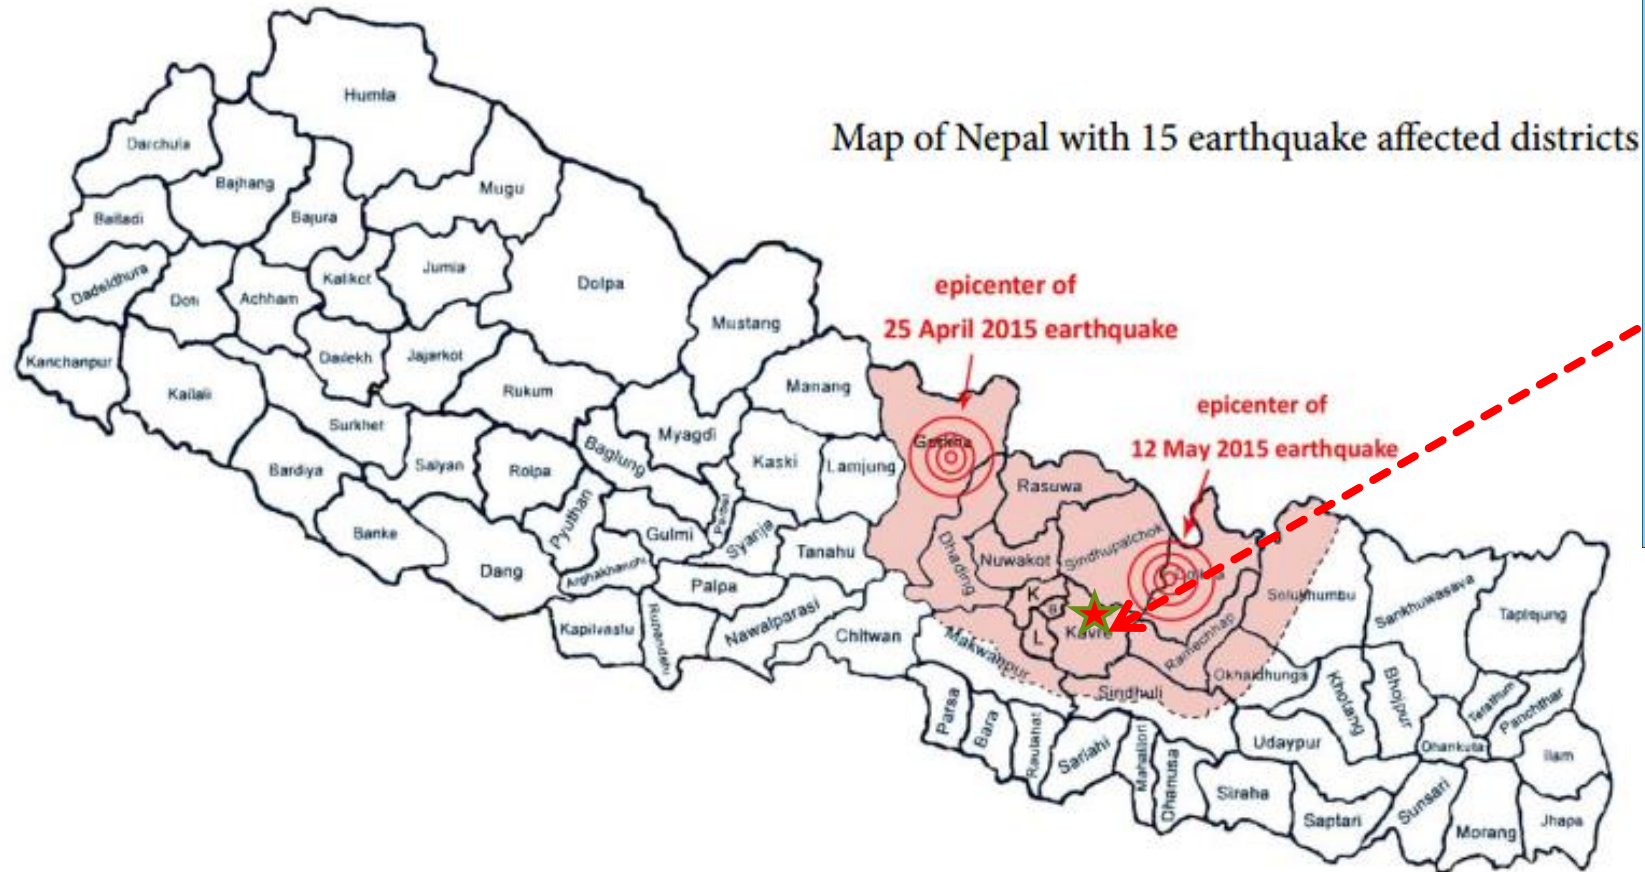 Map of Nepal with 15 earthquake affected districts
Humla
Darchula
Bajhang
Mugu
Baitadi
Bajura
Jumla
Kalikot
Dadeldhura
Doti
Achham
Dolpa
Mustang
epicenter of
25 April 2015 earthquake
Kanchanpur
Dailekh
Jajarkot
Kailali
Rukum
Manang
epicenter of
12 May 2015 earthquake
Surkhet
Myagdi
Gorkha
Bardiya
Salyan
Rolpa
Baglung
Kaski
Lamjung
Rasuwa
Pyuthan
Banke
Gulmi
Syanja
Tanahu
Dhading
Nuwakot
Sindhupalchok
Dang
Arghakhanchi
Palpa
K
B
Solukhumbu
Sankhuwasava
Taplejung
Kapilvastu
Nawalparasi
Chitwan
L
Kavre
Ramechhap
Makwanpur
Sindhuli
Okhaldhunga
Khotang
Bhojpur
Terathum
Panchthar
Parsa
Bara
Rautahat
Sarlahi
Mahattori
Dhanusa
Udaypur
Dhankuta
Ilam
Siraha
Saptari
Sunsari
Morang
Jhapa